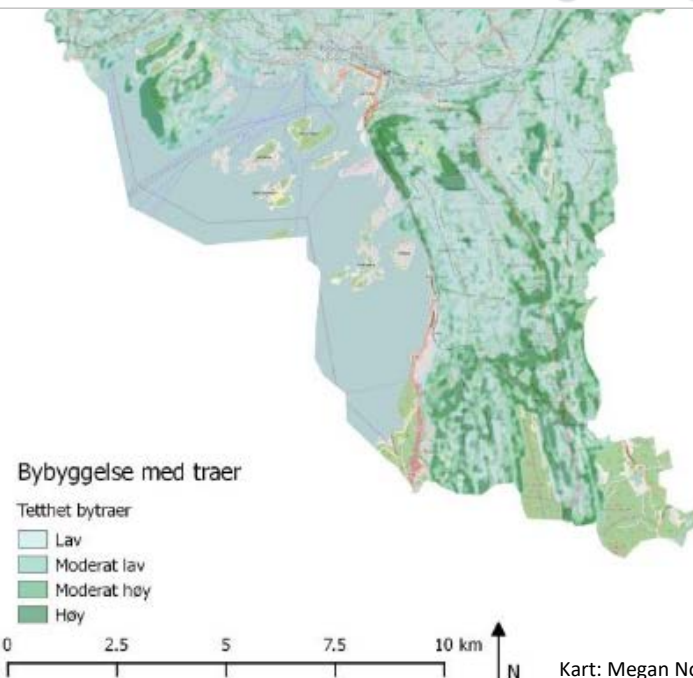 Bybyggelse med traer
Tetthet bytraer
Lav
Moderat lav
Moderat høy
Høy
0 2.5 5 7.5 10 km
N
Kart: Megan